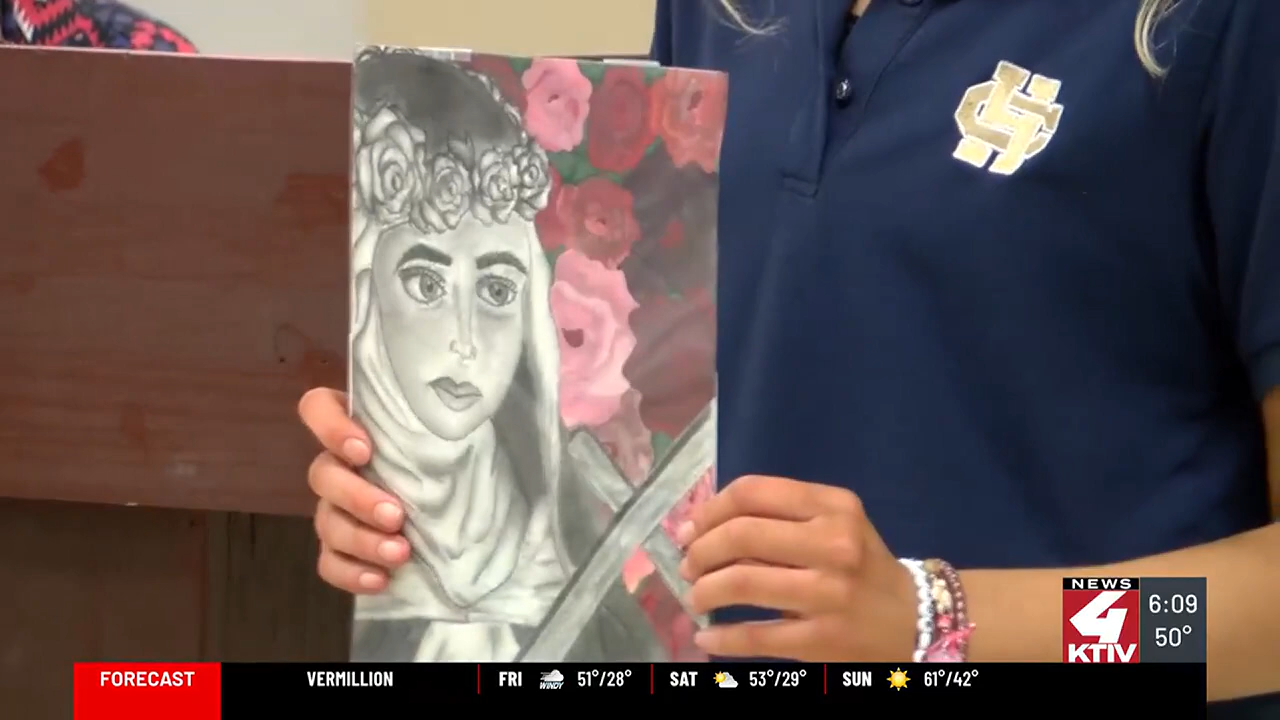 NEWS
4
KTIV
6:09
50°
FORECAST
VERMILLION
FRI
WINDY
51°/28°
SAT
53°/29°
SUN
61°/42°